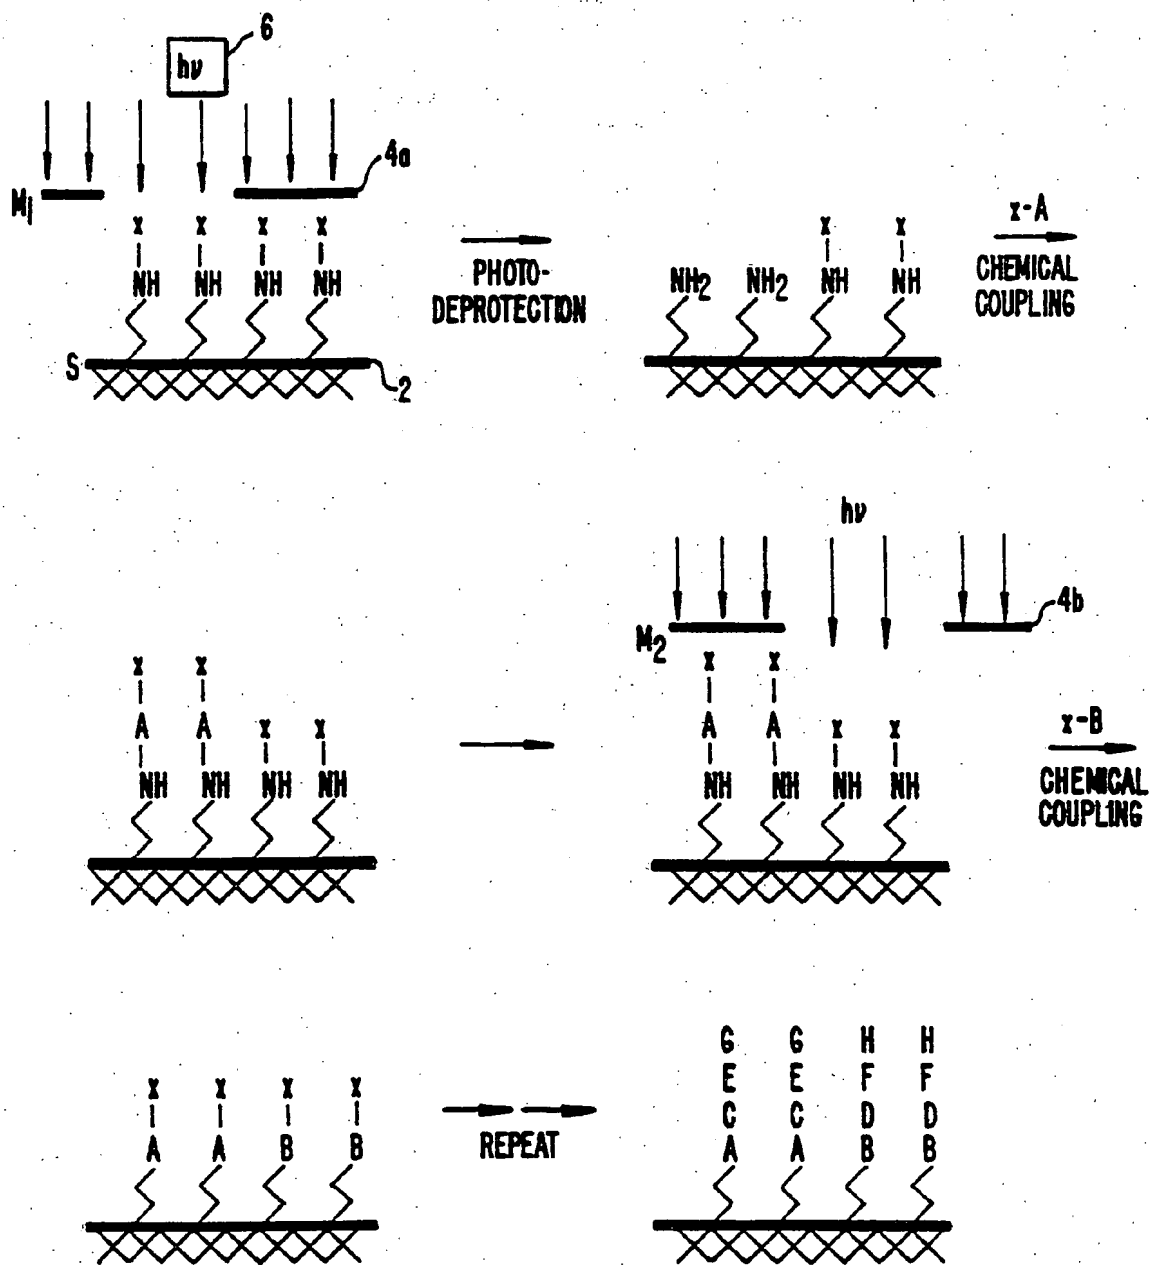 6
hν
4a
M1
x x x x
NH NH NH NH
S
2
PHOTO-
DEPROTECTION
x x
NH2 NH2 NH NH
x-A
CHEMICAL
COUPLING
x x
A A x x
NH NH NH NH
hν
4b
M2
x x
A A x x
NH NH NH NH
x-B
CHEMICAL
COUPLING
x x x x
A A B B
REPEAT
G G H H
E E F F
C C D D
A A B B